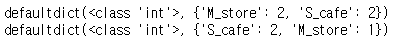 defaultdict(<class 'int'>, {'M_store': 2, 'S_cafe': 2})
defaultdict(<class 'int'>, {'S_cafe': 2, 'M_store': 1})